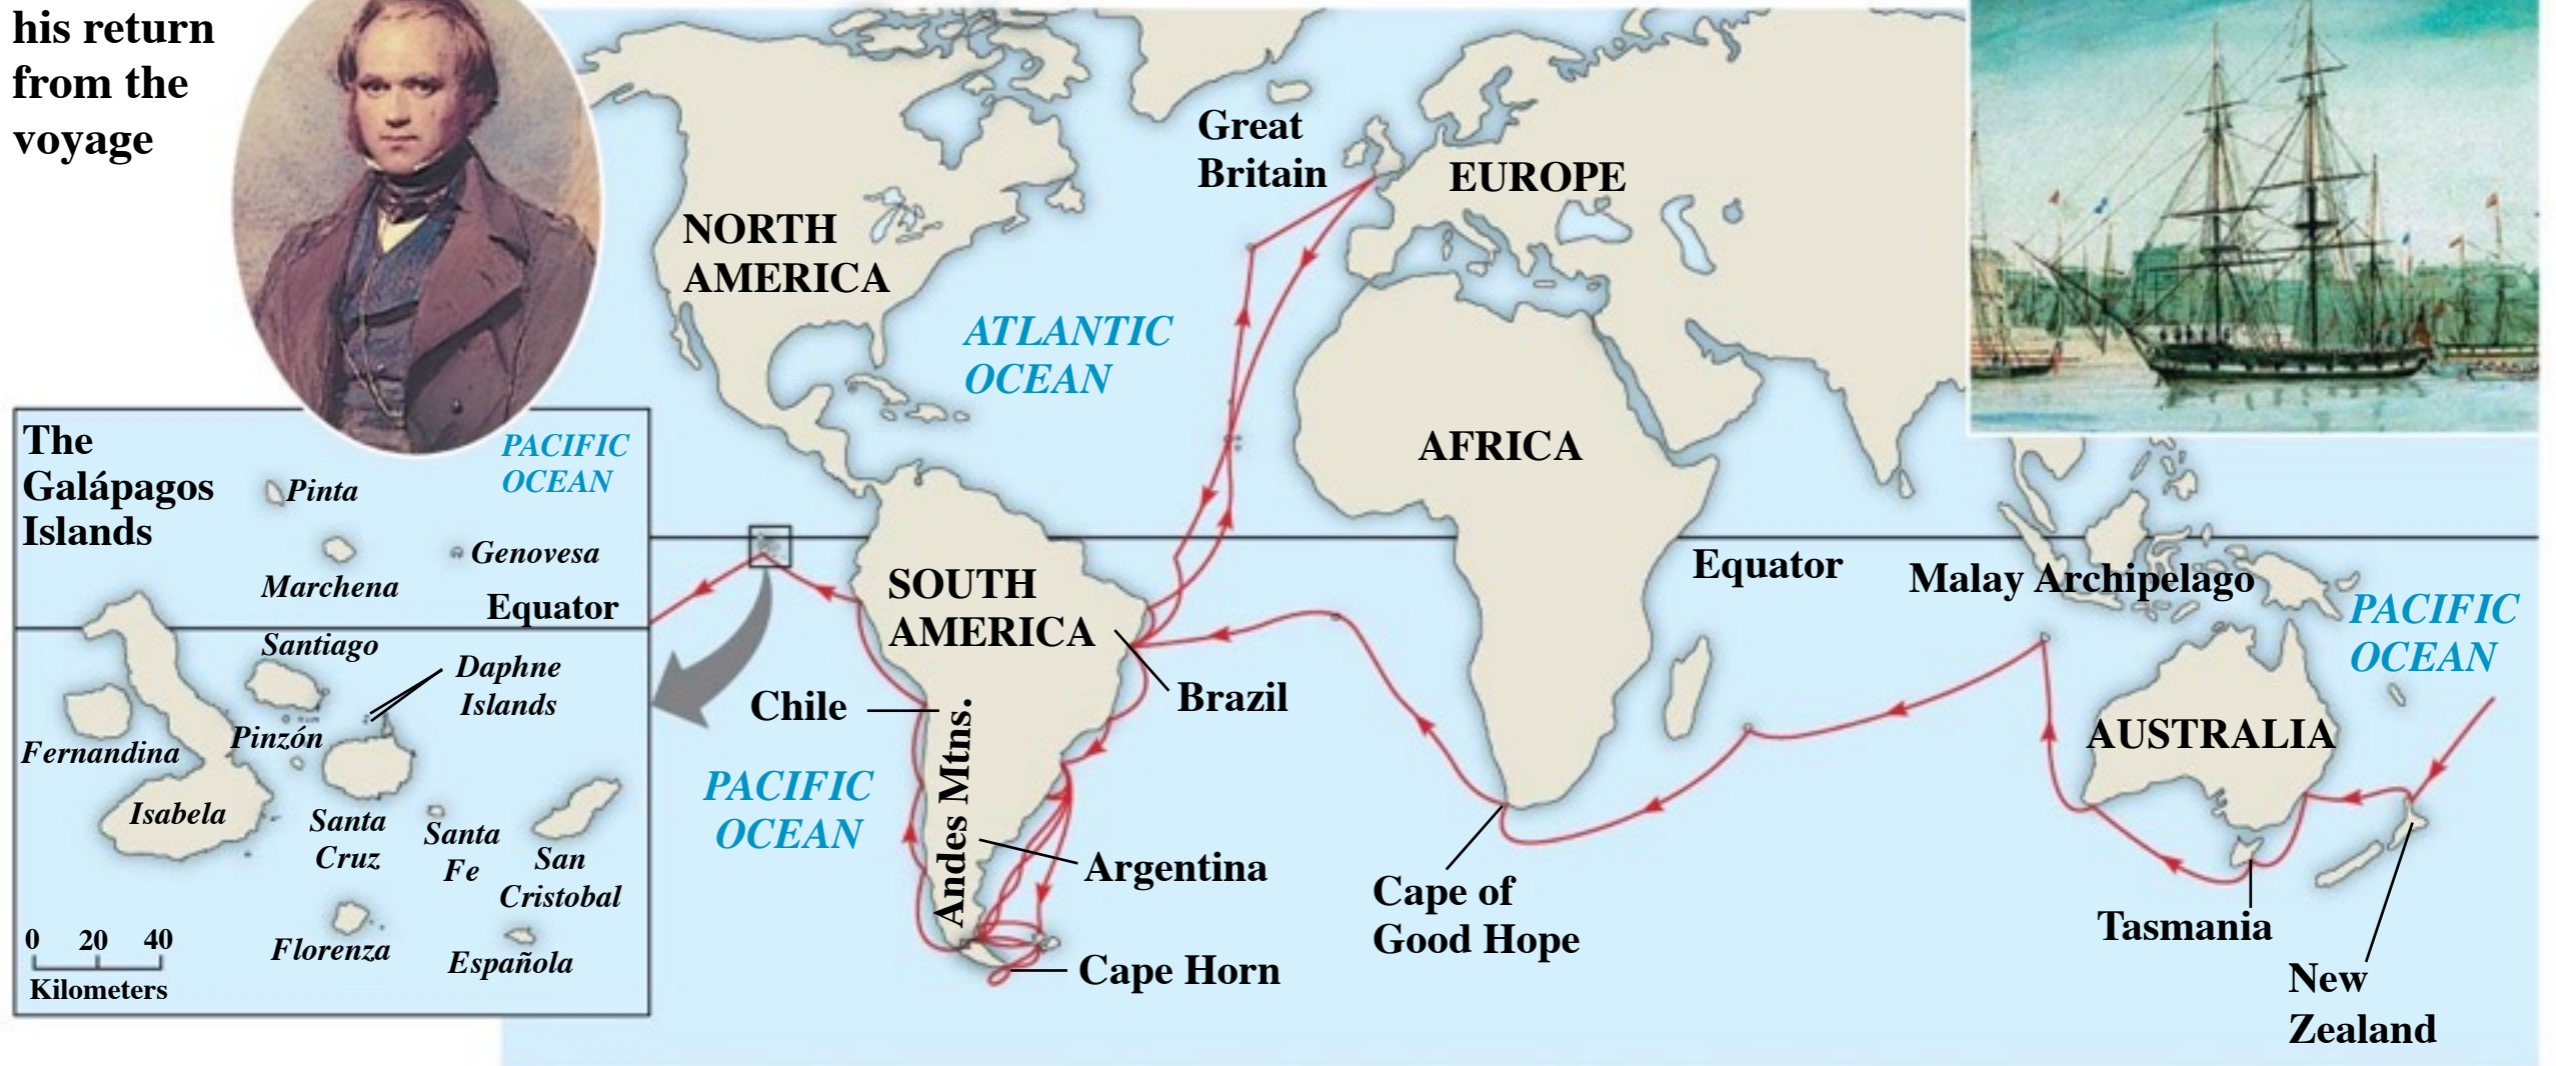 his return
from the
voyage
Great
Britain
EUROPE
NORTH
AMERICA
ATLANTIC
OCEAN
AFRICA
The
Galápagos
Islands
PACIFIC
OCEAN
Pinta
Genovesa
Marchena
Equator
Santiago
Daphne
Islands
Pinzón
Fernandina
Isabela
Santa
Cruz
Santa
Fe
San
Cristobal
Florenza
Española
0 20 40
Kilometers
SOUTH
AMERICA
Equator
Malay Archipelago
PACIFIC
OCEAN
Chile
Brazil
Andes Mtns.
PACIFIC
OCEAN
AUSTRALIA
Argentina
Cape of
Good Hope
Cape Horn
Tasmania
New
Zealand